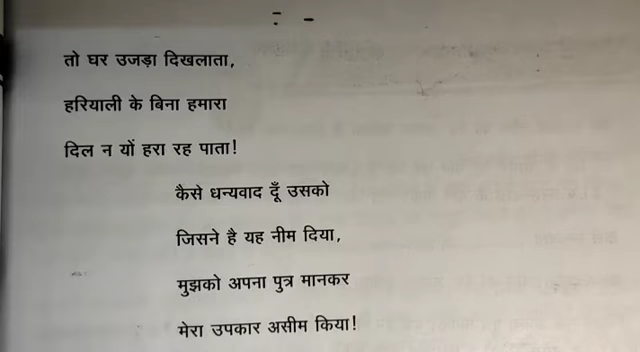 तो घर उजड़ा दिखलाता,
हरियाली के बिना हमारा
दिल न यों हरा रह पाता!
कैसे धन्यवाद दूँ उसको
जिसने है यह नीम दिया,
मुझको अपना पुत्र मानकर
मेरा उपकार असीम किया!